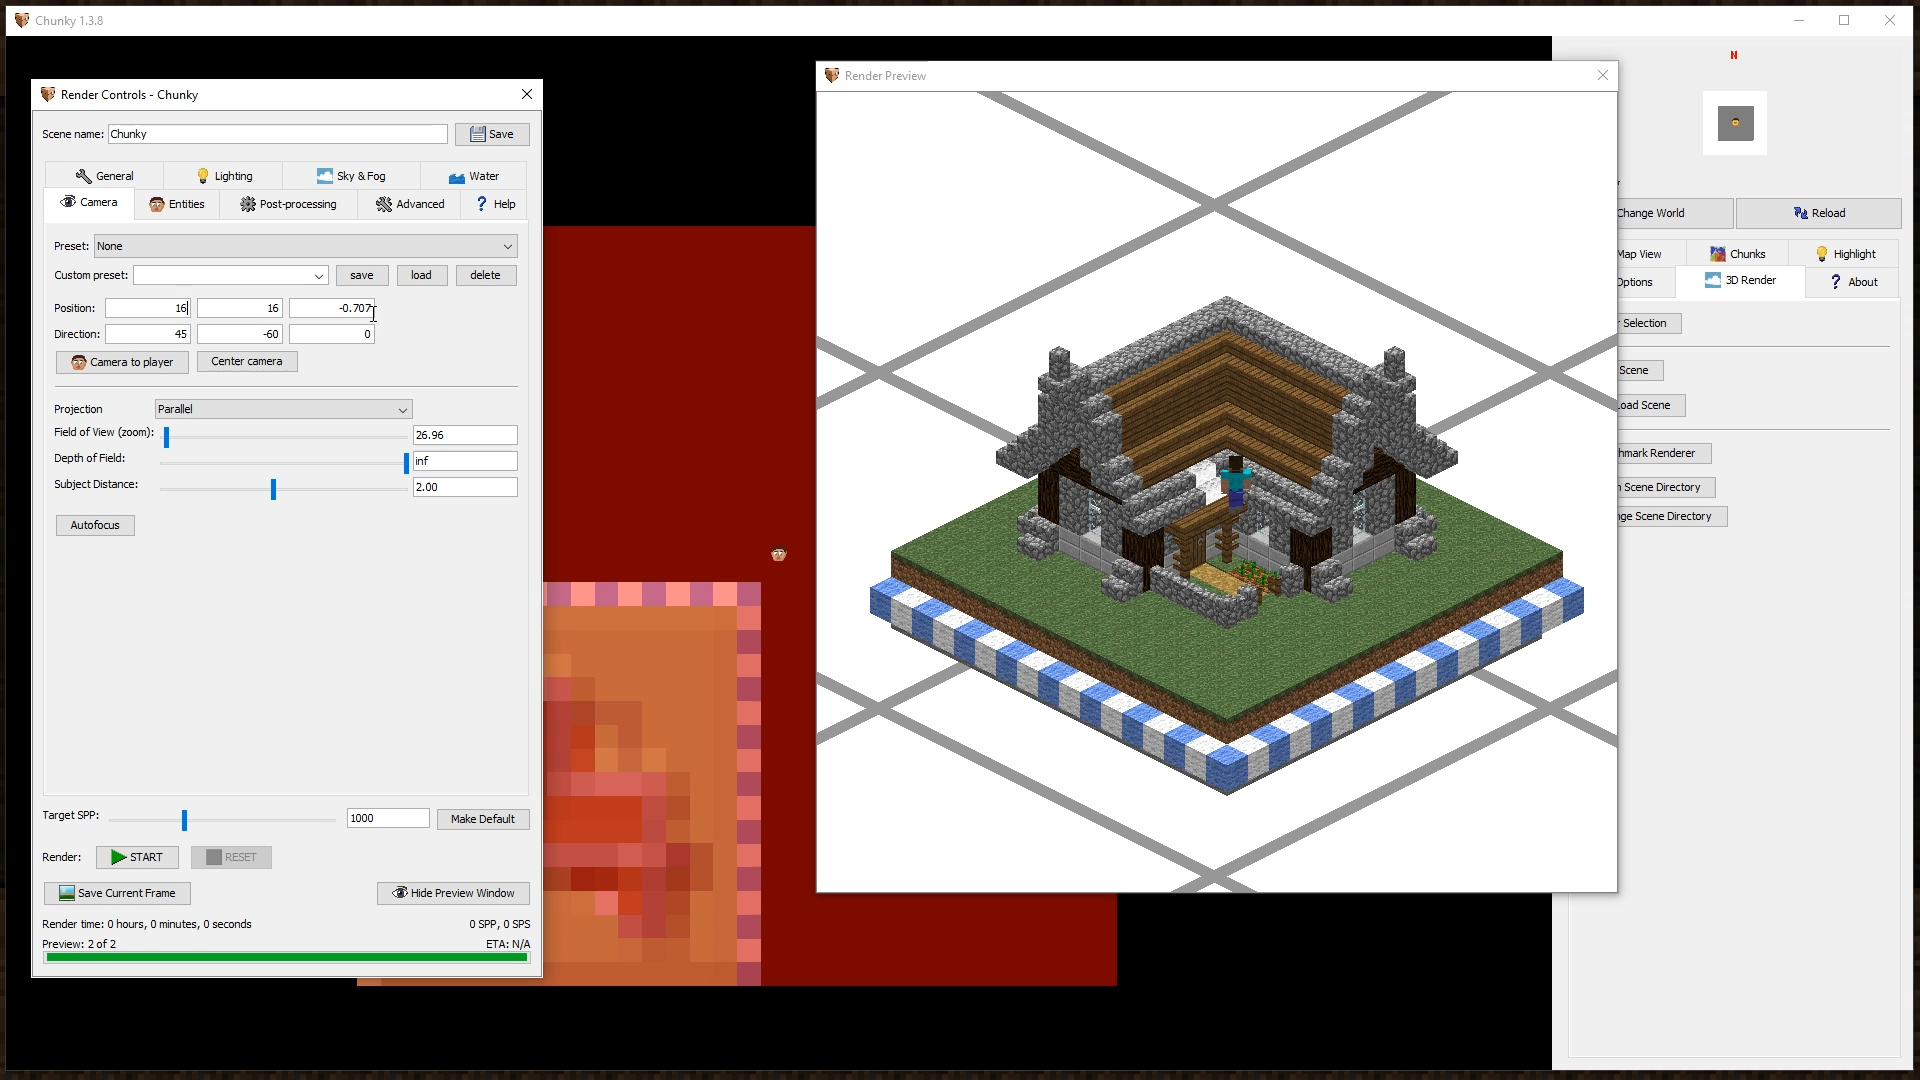 Chunky 1.3.8
Render Controls - Chunky
Scene name: Chunky Save
General Lighting Sky & Fog Water
Camera Entities Post-processing Advanced Help
Preset: None
Custom preset: save load delete
Position: 16 16 -0.707
Direction: 45 -60 0
Camera to player Center camera
Projection Parallel
Field of View (zoom): 26.96
Depth of Field: inf
Subject Distance: 2.00
Autofocus
Target SPP: 1000 Make Default
Render: START RESET
Save Current Frame Hide Preview Window
Render time: 0 hours, 0 minutes, 0 seconds 0 SPP, 0 SPS
Preview: 2 of 2 ETA: N/A
Render Preview
N
Change World Reload
Map View Chunks Highlight
Options 3D Render About
Selection
Scene
oad Scene
hmark Renderer
Scene Directory
nge Scene Directory